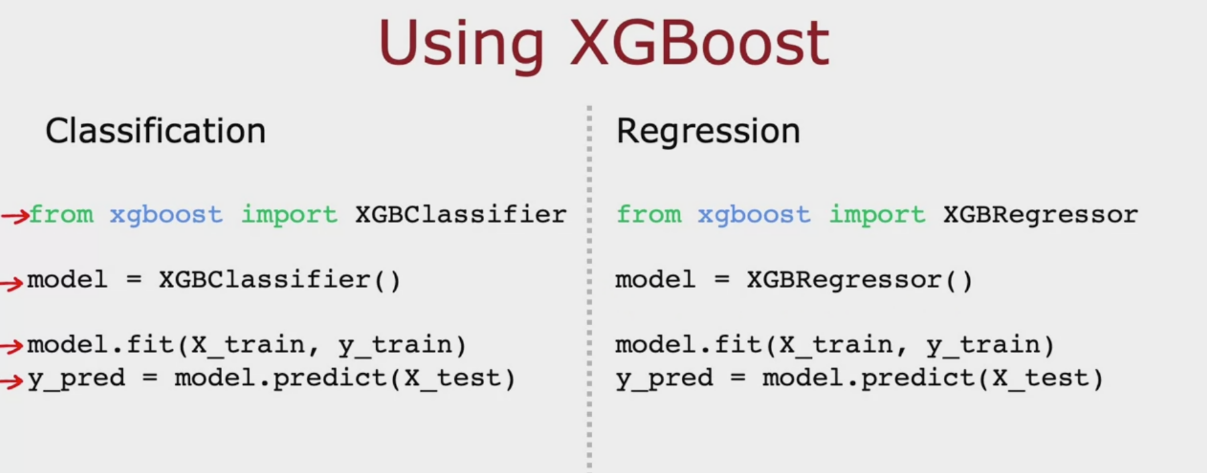 Using XGBoost
Classification
from xgboost import XGBClassifier
model = XGBClassifier()
model.fit(X_train, y_train)
y_pred = model.predict(X_test)
Regression
from xgboost import XGBRegressor
model = XGBRegressor()
model.fit(X_train, y_train)
y_pred = model.predict(X_test)